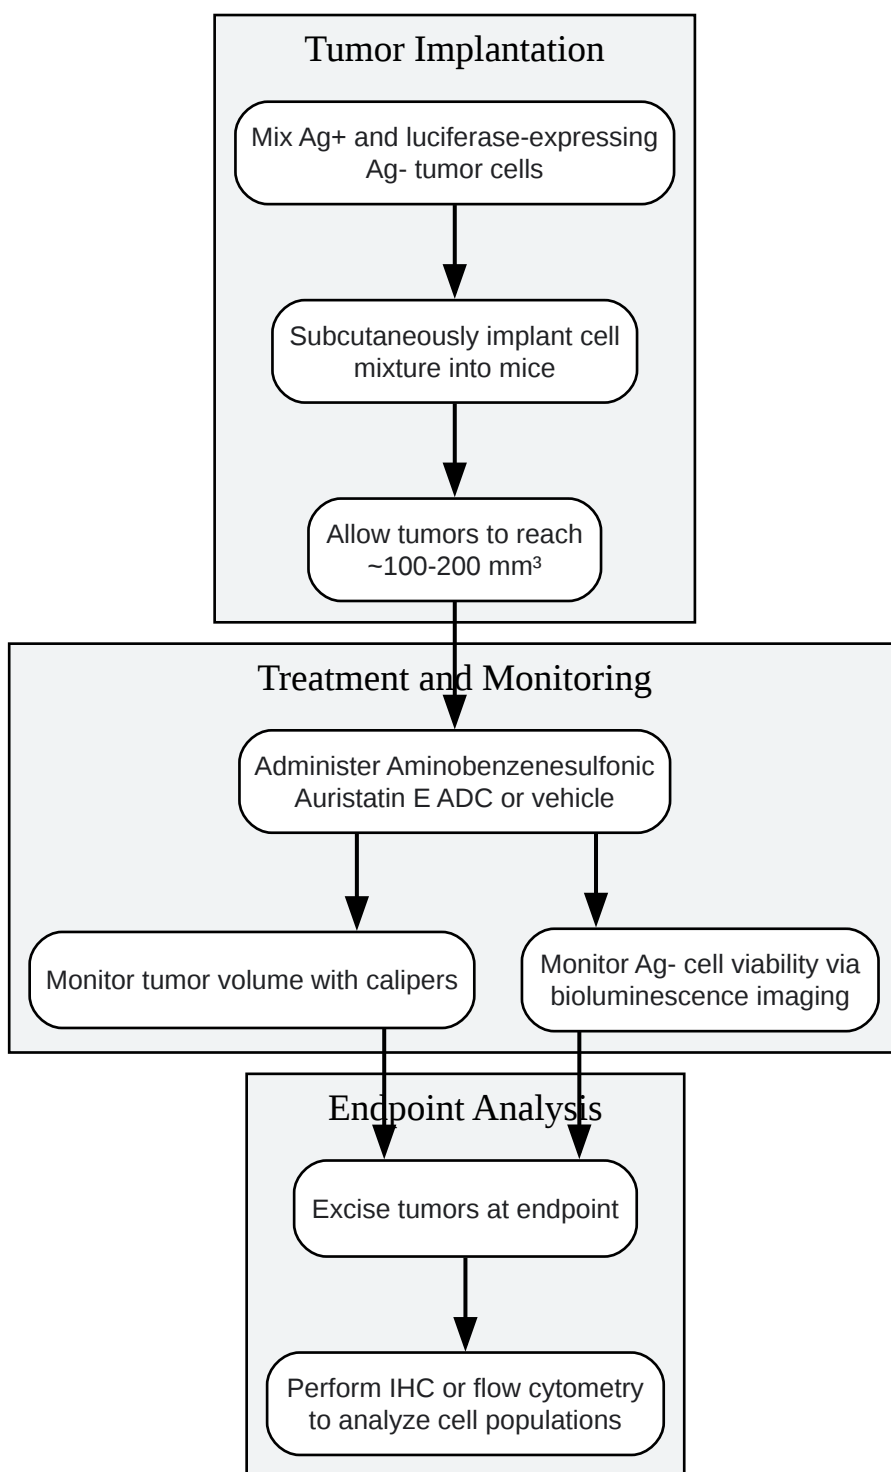 Tumor Implantation
Mix Ag+ and luciferase-expressing
Ag- tumor cells
Subcutaneously implant cell
mixture into mice
Allow tumors to reach
~100-200 mm³
Treatment and Monitoring
Administer Aminobenzenesulfonic
Auristatin E ADC or vehicle
Monitor tumor volume with calipers
Monitor Ag- cell viability via
bioluminescence imaging
Endpoint Analysis
Excise tumors at endpoint
Perform IHC or flow cytometry
to analyze cell populations